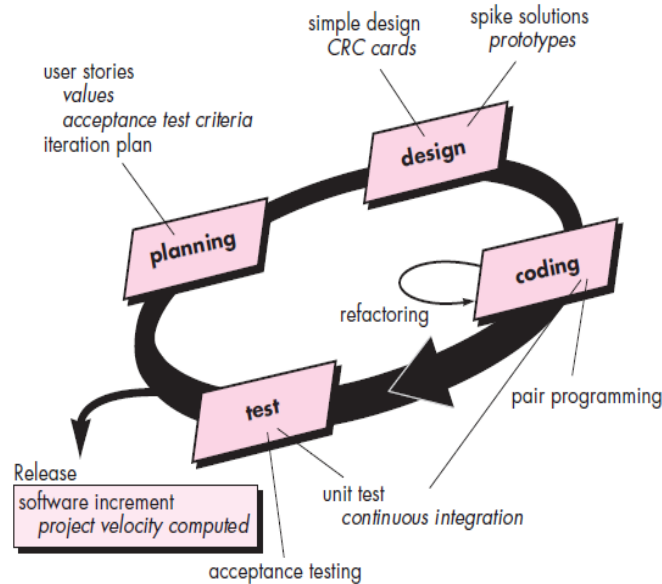 simple design
CRC cards
spike solutions
prototypes
user stories
values
acceptance test criteria
iteration plan
design
planning
coding
refactoring
test
pair programming
Release
software increment
project velocity computed
unit test
continuous integration
acceptance testing